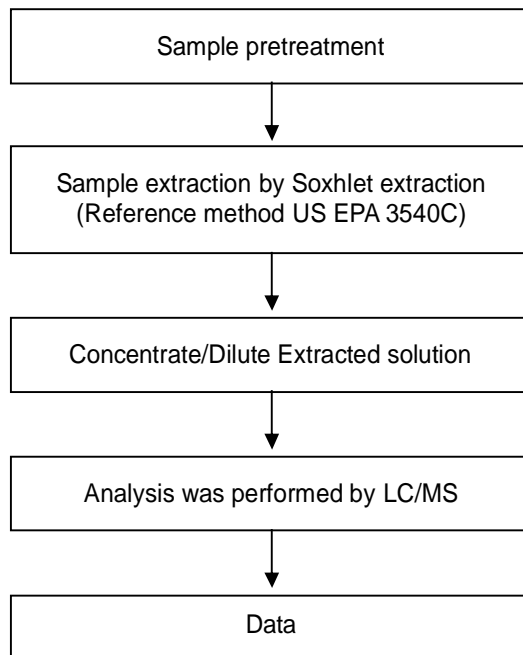 Sample pretreatment
Sample extraction by Soxhlet extraction
(Reference method US EPA 3540C)
Concentrate/Dilute Extracted solution
Analysis was performed by LC/MS
Data